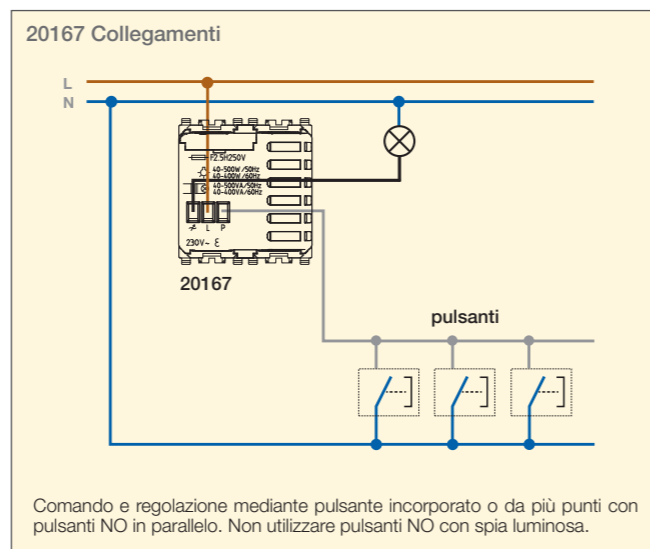 20167 Collegamenti
L
N
F2.5H250V
40-500W/50Hz
40-400W/60Hz
40-500VA/50Hz
40-400VA/60Hz
L P
230V~
20167
pulsanti
Comando e regolazione mediante pulsante incorporato o da più punti con
pulsanti NO in parallelo. Non utilizzare pulsanti NO con spia luminosa.